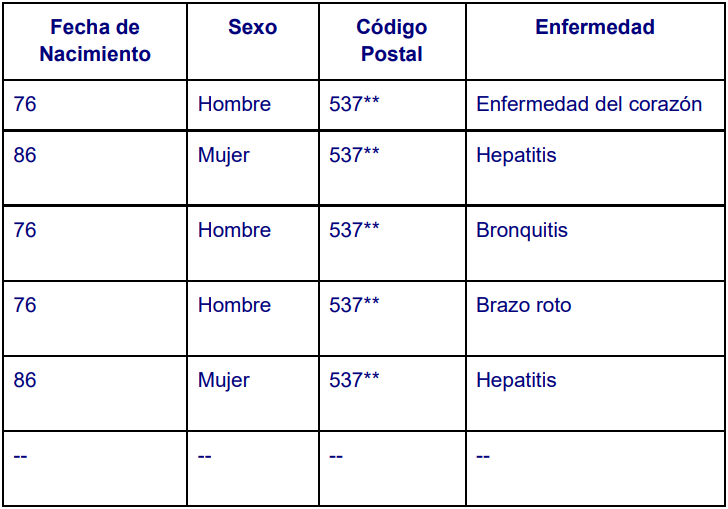 Fecha de Nacimiento Sexo Código Postal Enfermedad
76 Hombre 537** Enfermedad del corazón
86 Mujer 537** Hepatitis
76 Hombre 537** Bronquitis
76 Hombre 537** Brazo roto
86 Mujer 537** Hepatitis
-- -- -- --